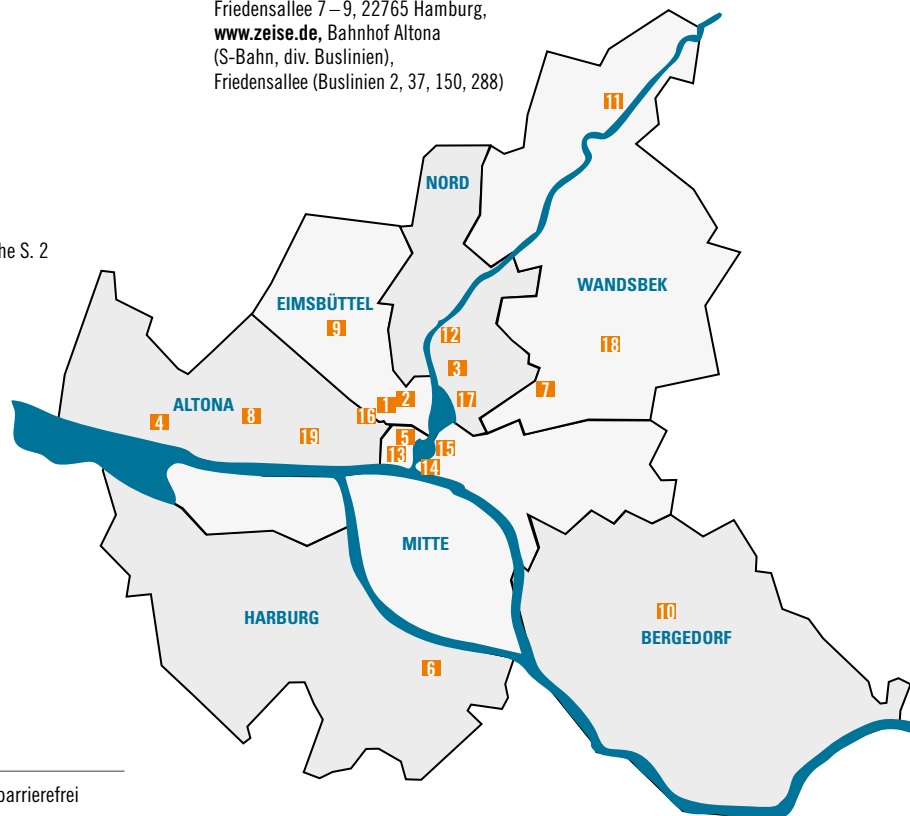 Friedensallee 7 – 9, 22765 Hamburg,
www.zeise.de, Bahnhof Altona
(S-Bahn, div. Buslinien),
Friedensallee (Buslinien 2, 37, 150, 288)
11
NORD
he S. 2
WANDSBEK
EIMSBÜTTEL
9
12
18
3
7
ALTONA
1
2
17
4
8
16
19
5
13
15
14
MITTE
10
HARBURG
BERGEDORF
6
barrierefrei